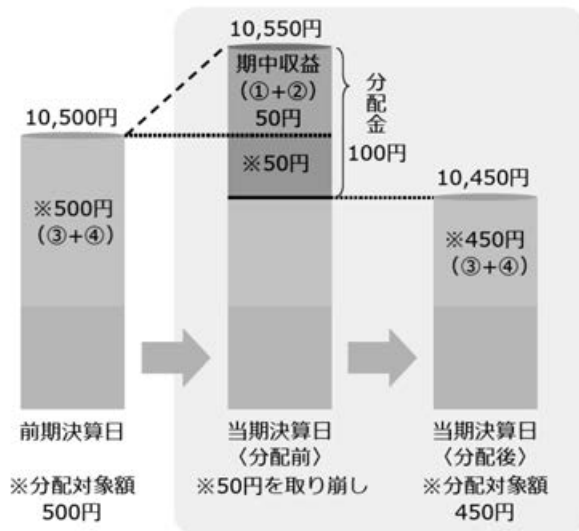 10,550円
期中収益
(①+②)
50円
分配金
100円
10,500円
※50円
10,450円
※500円
(③+④)
※450円
(③+④)
前期決算日
当期決算日
〈分配前〉
当期決算日
〈分配後〉
※分配対象額
500円
※50円を取り崩し
※分配対象額
450円